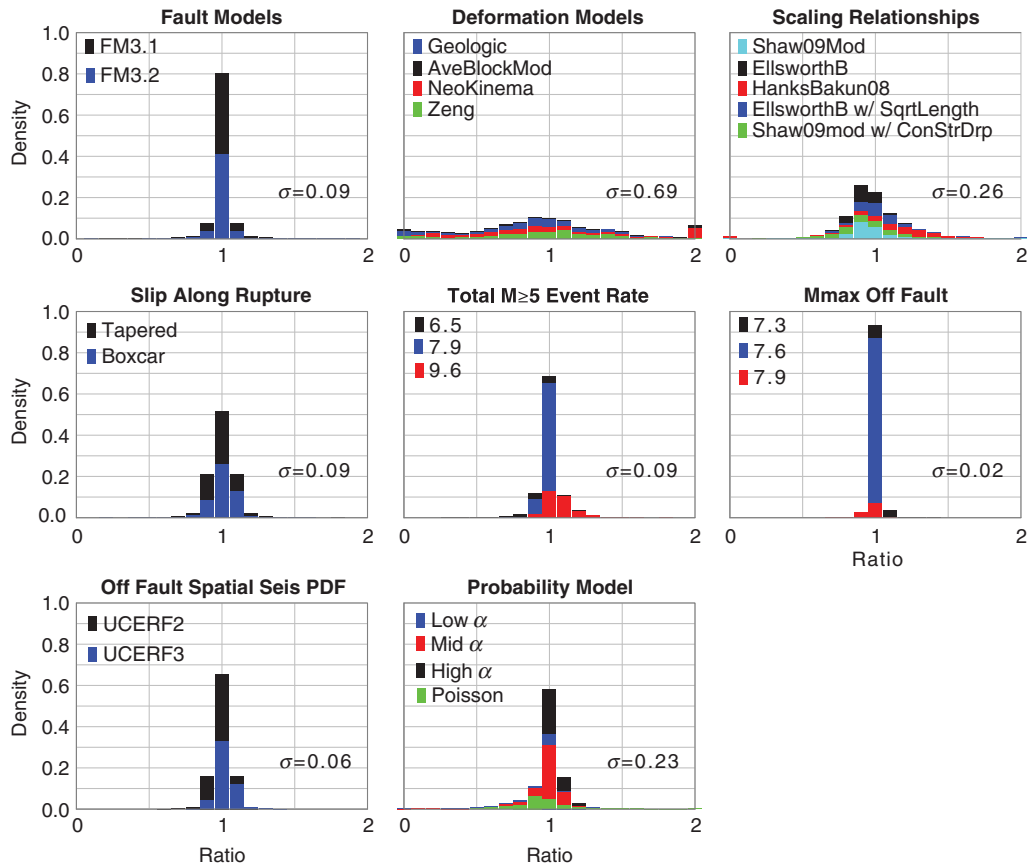 Fault Models
Density
1.0
0.8
0.6
0.4
0.2
0.0
FM3.1
FM3.2
σ=0.09
0 1 2
Deformation Models
Geologic
AveBlockMod
NeoKinema
Zeng
σ=0.69
0 1 2
Scaling Relationships
Shaw09Mod
EllsworthB
HanksBakun08
EllsworthB w/ SqrtLength
Shaw09mod w/ ConStrDrp
σ=0.26
0 1 2
Slip Along Rupture
Density
1.0
0.8
0.6
0.4
0.2
0.0
Tapered
Boxcar
σ=0.09
0 1 2
Total M≥5 Event Rate
6.5
7.9
9.6
σ=0.09
0 1 2
Mmax Off Fault
7.3
7.6
7.9
σ=0.02
0 1 2
Ratio
Off Fault Spatial Seis PDF
Density
1.0
0.8
0.6
0.4
0.2
0.0
UCERF2
UCERF3
σ=0.06
0 1 2
Ratio
Probability Model
Low α
Mid α
High α
Poisson
σ=0.23
0 1 2
Ratio